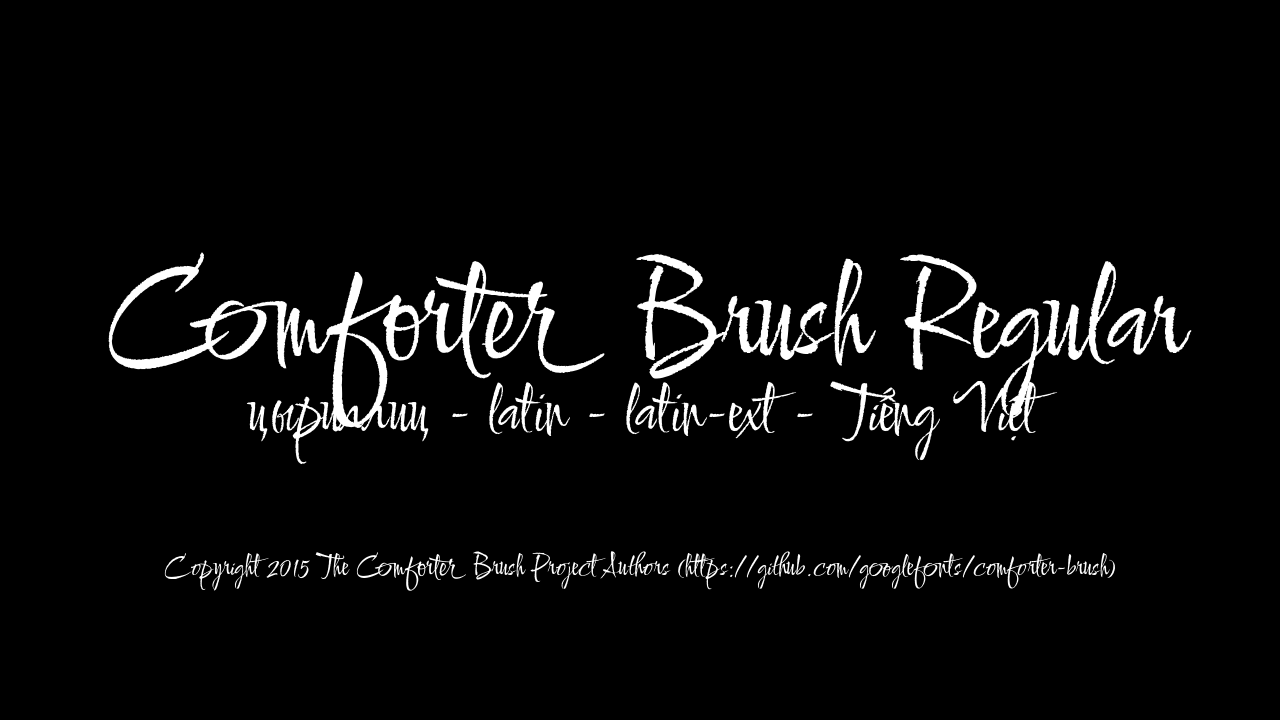 Comforter Brush Regular
цыриллиц - latin - latin-ext - Tiếng Việt
Copyright 2015 The Comforter Brush Project Authors (https://github.com/googlefonts/comforter-brush)